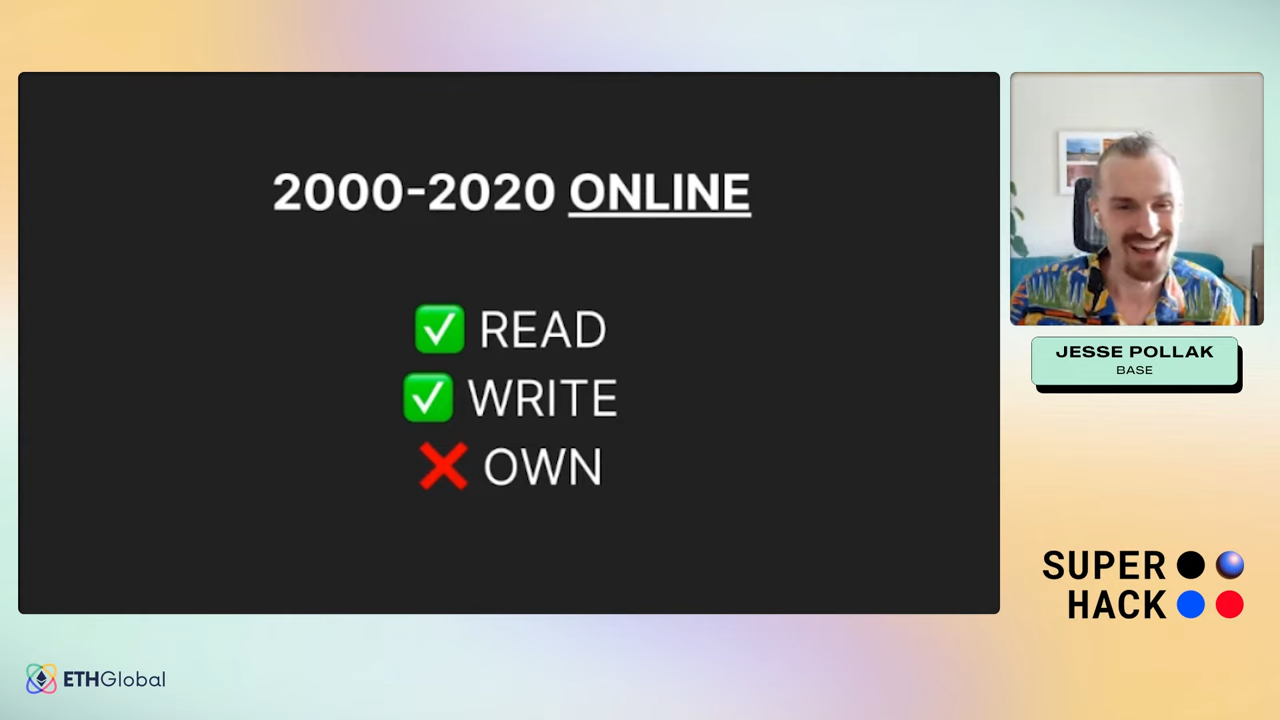 2000-2020 ONLINE
✅ READ
✅ WRITE
❌ OWN
JESSE POLLAK
BASE
SUPER
HACK
ETHGlobal